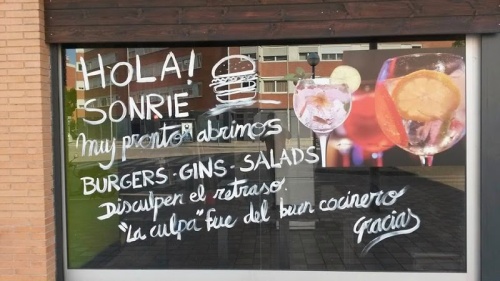 HOLA!
SONRIE
Muy pronto abrimos
BURGERS · GINS · SALADS
Disculpen el retraso.
"La culpa" fue del buen cocinero
Gracias